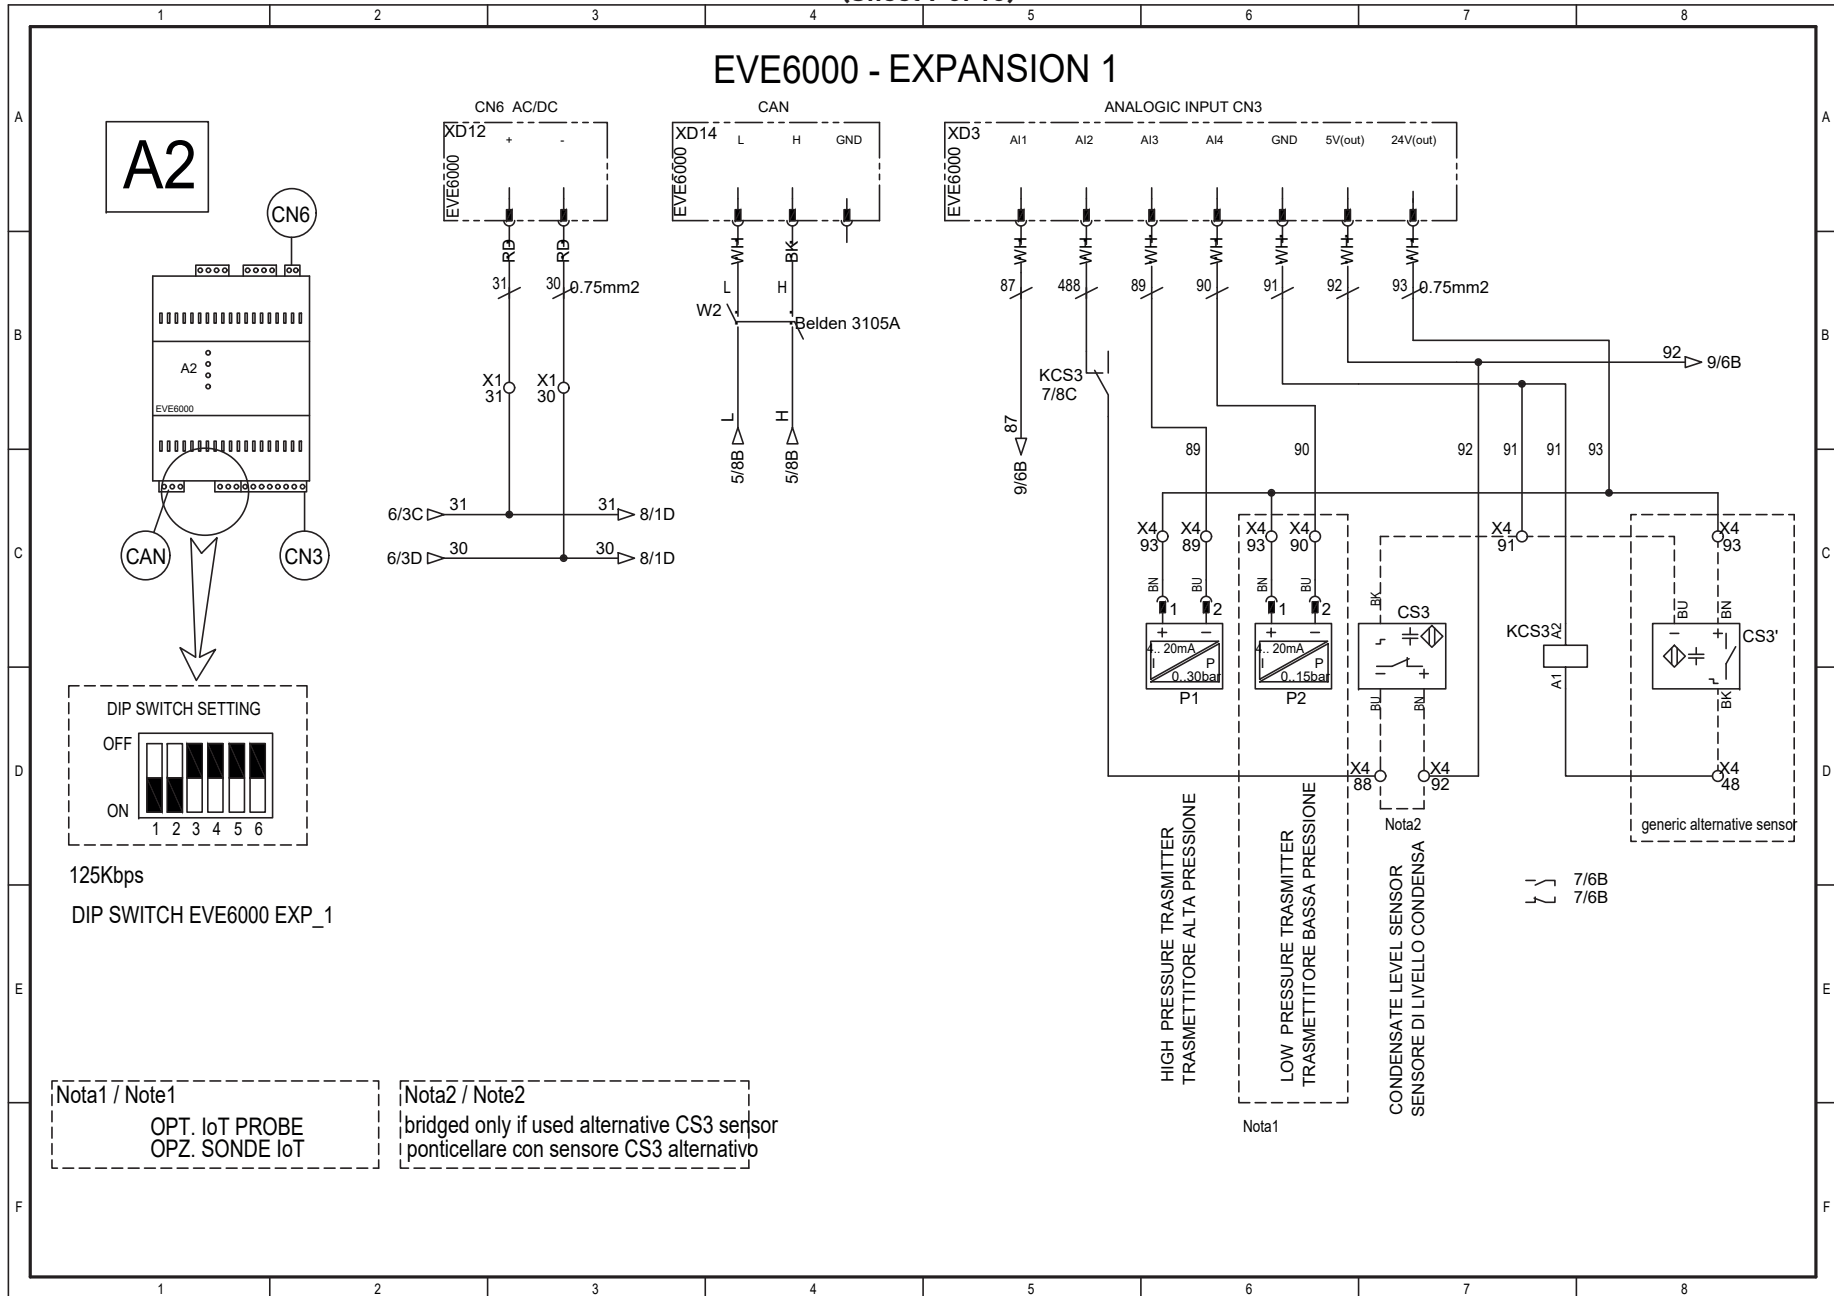 1 2 3 4 5 6 7 8
EVE6000 - EXPANSION 1
A
A
A2
CN6 AC/DC
XD12
+
-
EVE6000
CAN
XD14
L
H
GND
EVE6000
ANALOGIC INPUT CN3
XD3
AI1
AI2
AI3
AI4
GND
5V(out)
24V(out)
EVE6000
CN6
RD
RD
WH
BK
WH
WH
WH
WH
WH
WH
WH
31
30
0.75mm2
L
H
87
488
89
90
91
92
93
0.75mm2
B
B
A2
EVE6000
W2
Belden 3105A
X1
31
X1
30
KCS3
7/8C
92
9/6B
L
H
5/8B
5/8B
87
9/6B
89
90
92
91
91
93
6/3C
31
31
8/1D
6/3D
30
30
8/1D
C
C
CAN
CN3
X4
93
X4
89
X4
93
X4
90
X4
91
X4
93
BN
BU
BN
BU
BK
BU
BN
1
2
1
2
CS3
KCS3
A2
A1
CS3'
+
−
4.. 20mA
I
P
0..30bar
P1
+
−
4.. 20mA
I
P
0..15bar
P2
−
+
BU
BN
−
+
BK
DIP SWITCH SETTING
OFF
ON
1 2 3 4 5 6
D
D
X4
88
X4
92
X4
48
Nota2
generic alternative sensor
125Kbps
DIP SWITCH EVE6000 EXP_1
HIGH PRESSURE TRASMITTER
TRASMETTITORE ALTA PRESSIONE
LOW PRESSURE TRASMITTER
TRASMETTITORE BASSA PRESSIONE
CONDENSATE LEVEL SENSOR
SENSORE DI LIVELLO CONDENSA
7/6B
7/6B
E
E
Nota1
Nota1 / Note1
OPT. IoT PROBE
OPZ. SONDE IoT
Nota2 / Note2
bridged only if used alternative CS3 sensor
ponticellare con sensore CS3 alternativo
F
F
1 2 3 4 5 6 7 8